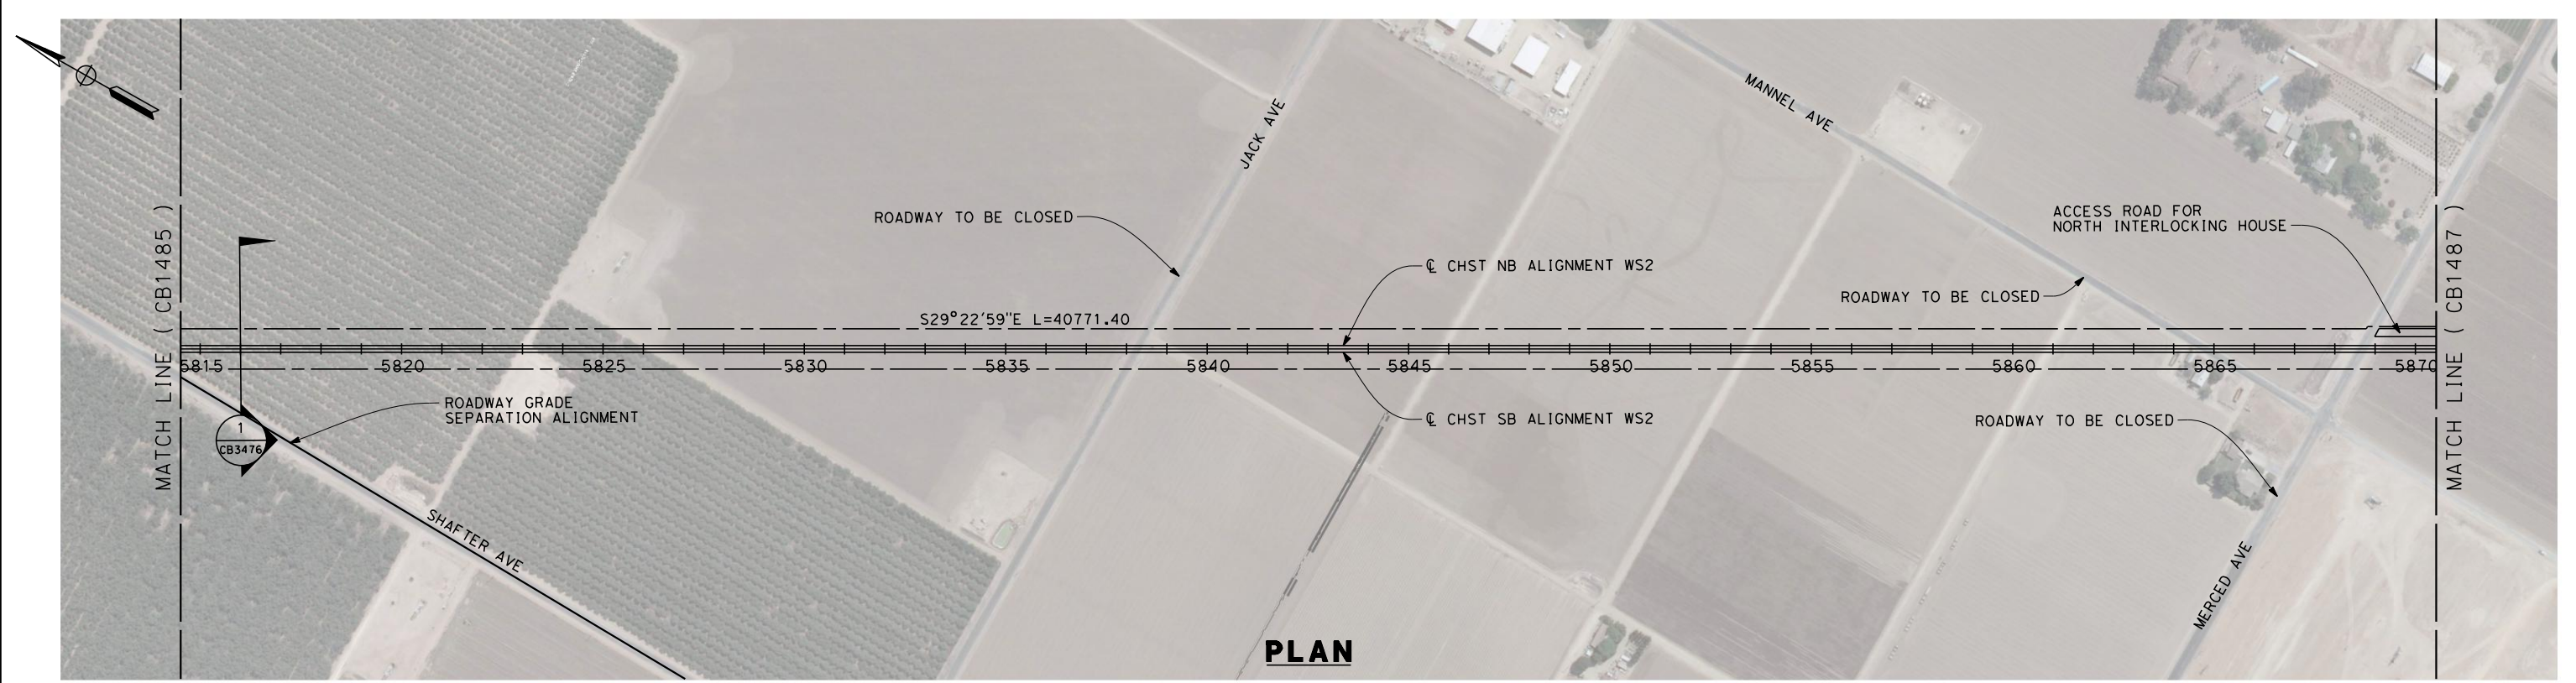 MANNEL AVE
JACK AVE
MATCH LINE ( CB1485 )
ROADWAY TO BE CLOSED
ACCESS ROAD FOR
NORTH INTERLOCKING HOUSE
MATCH LINE ( CB1487 )
℄ CHST NB ALIGNMENT WS2
ROADWAY TO BE CLOSED
S29°22'59"E L=40771.40
5815 5820 5825 5830 5835 5840 5845 5850 5855 5860 5865 5870
ROADWAY GRADE
SEPARATION ALIGNMENT
℄ CHST SB ALIGNMENT WS2
ROADWAY TO BE CLOSED
1
CB3476
SHAFTER AVE
MERCED AVE
PLAN